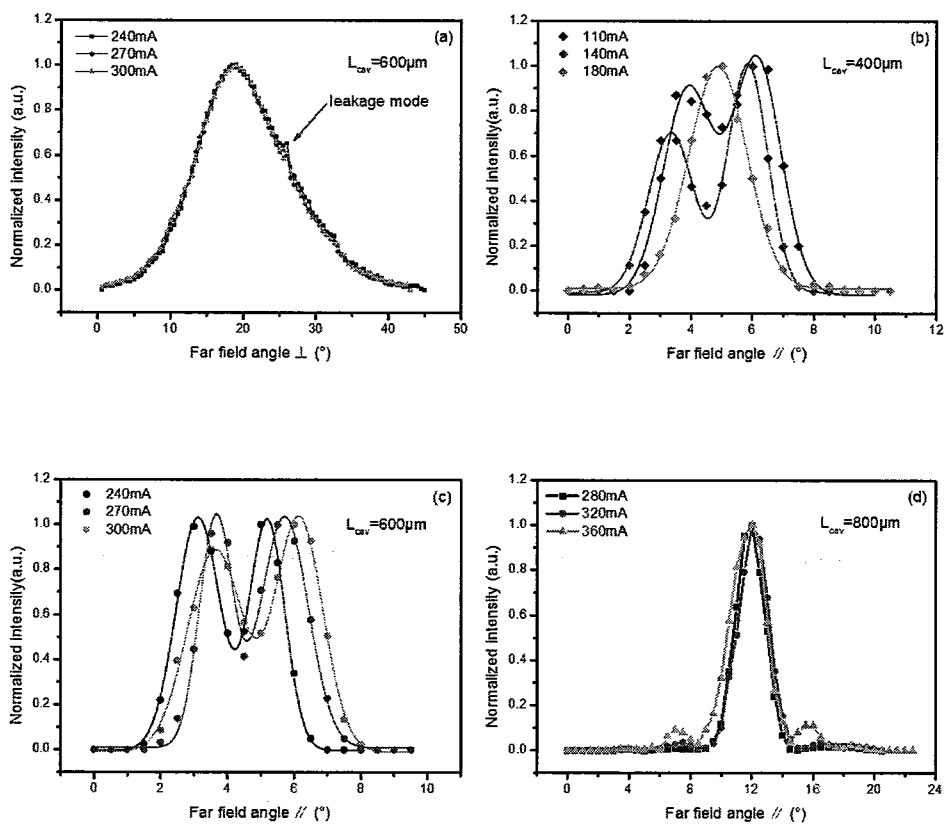 (a)
240mA
270mA
300mA
L_cav=600µm
leakage mode
Normalized intensity (a.u.)
1.2
1.0
0.8
0.6
0.4
0.2
0.0
0 10 20 30 40 50
Far field angle ⊥ (°)
(b)
110mA
140mA
180mA
L_cav=400µm
Normalized intensity(a.u.)
1.2
1.0
0.8
0.6
0.4
0.2
0.0
0 2 4 6 8 10 12
Far field angle // (°)
(c)
240mA
270mA
300mA
L_cav=600µm
Normalized intensity(a.u.)
1.2
1.0
0.8
0.6
0.4
0.2
0.0
0 2 4 6 8 10
Far field angle // (°)
(d)
280mA
320mA
360mA
L_cav=800µm
Normalized intensity (a.u.)
1.2
1.0
0.8
0.6
0.4
0.2
0.0
0 4 8 12 16 20 24
Far field angle // (°)